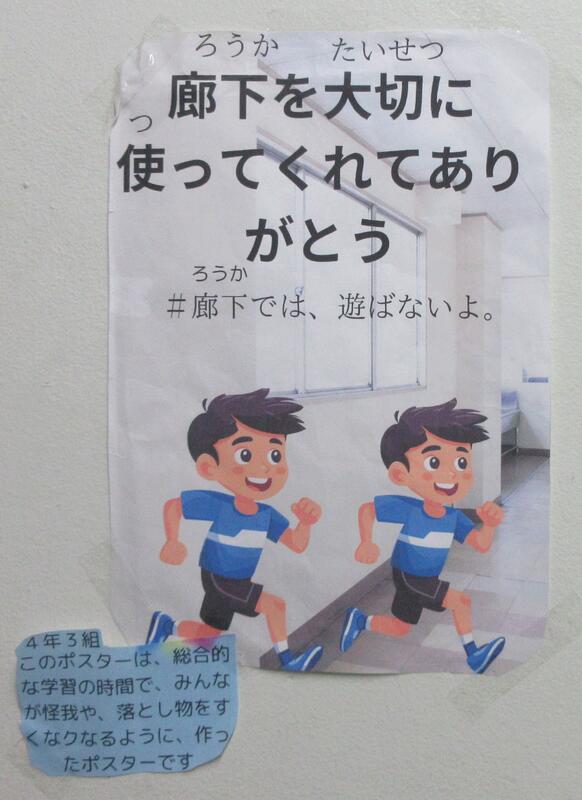 ろうか たいせつ
廊下を大切に
つ
使ってくれてあり
がとう
ろうか
#廊下では、遊ばないよ。
4年3組
このポスターは、総合的
な学習の時間で、みんな
が怪我や、落とし物をす
くなクなるように、作っ
たポスターです